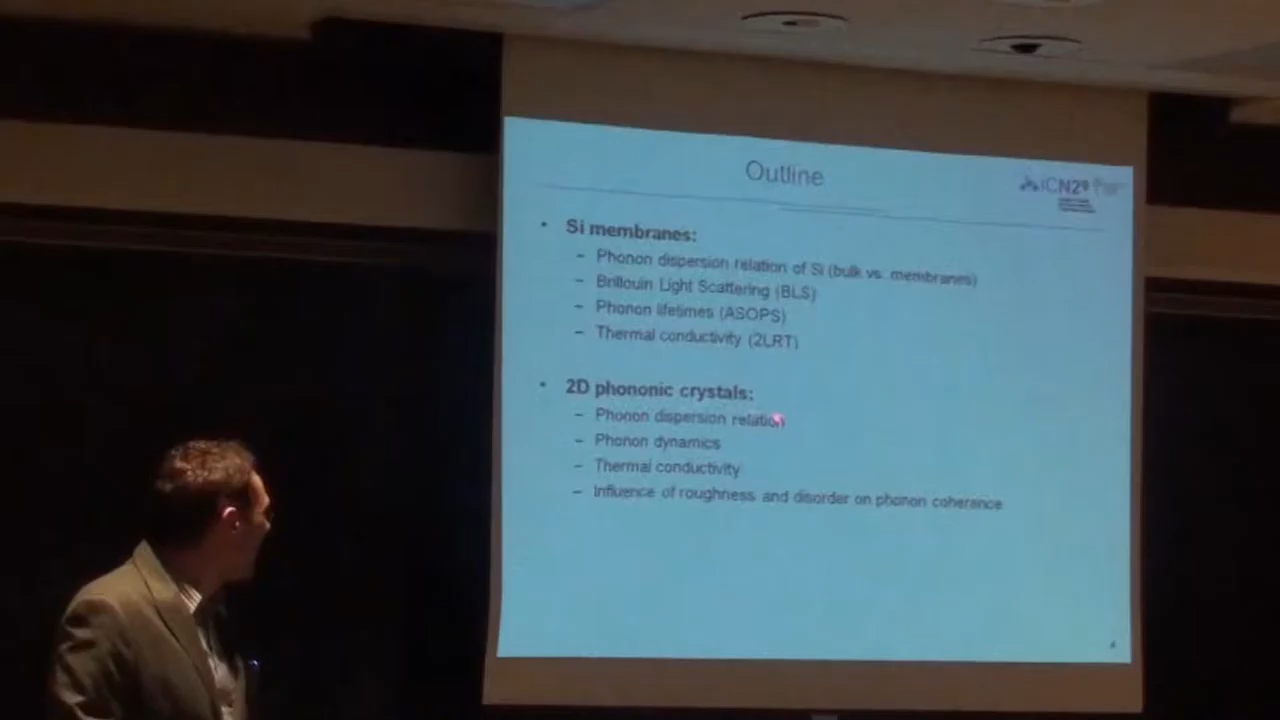 Outline
ICN2
• Si membranes:
– Phonon dispersion relation of Si (bulk vs. membranes)
– Brillouin Light Scattering (BLS)
– Phonon lifetimes (ASOPS)
– Thermal conductivity (2LRT)
• 2D phononic crystals:
– Phonon dispersion relation
– Phonon dynamics
– Thermal conductivity
– Influence of roughness and disorder on phonon coherence